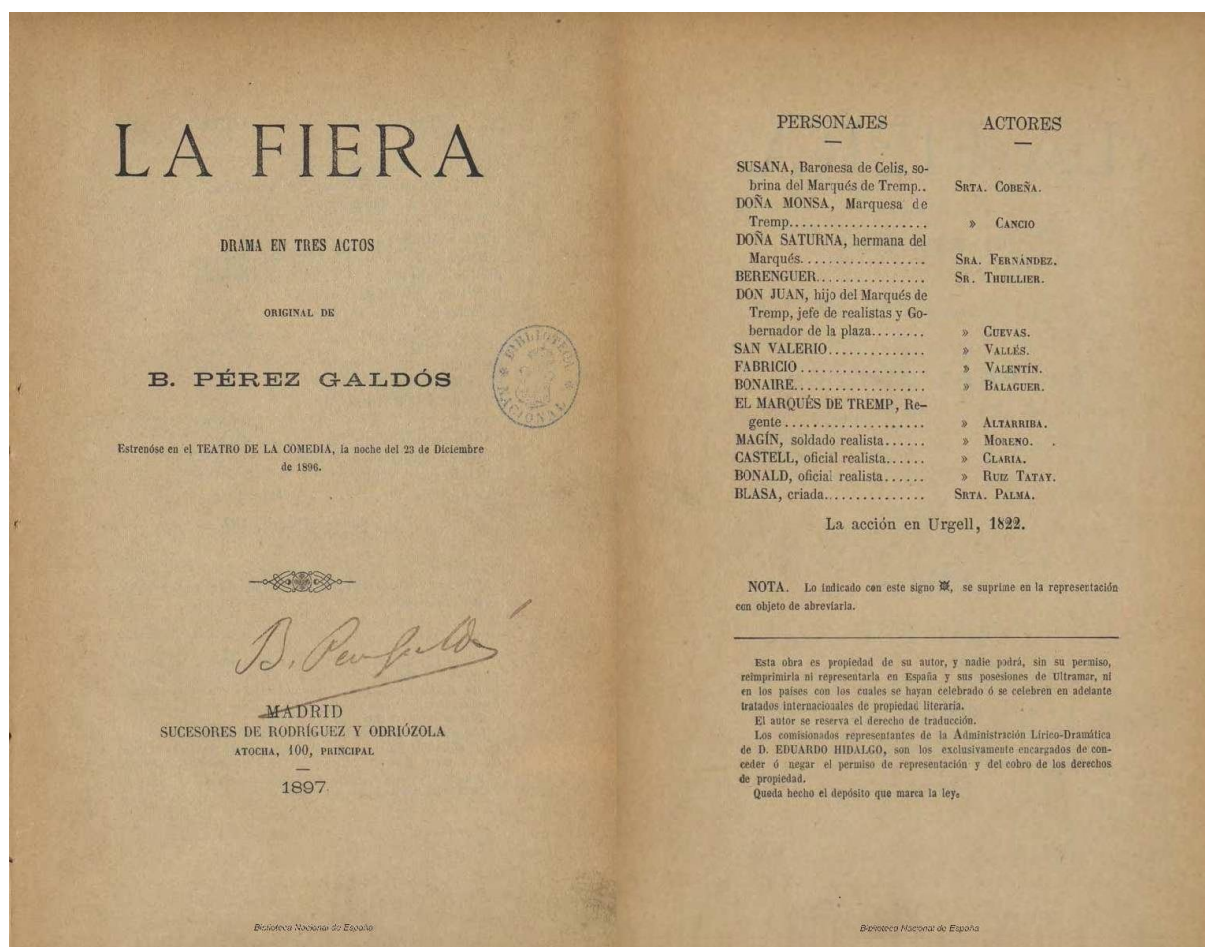 LA FIERA
DRAMA EN TRES ACTOS
ORIGINAL DE
B. PÉREZ GALDÓS
BIBLIOTECA
NACIONAL
Estrenóse en el TEATRO DE LA COMEDIA, la noche del 23 de Diciembre
de 1896.
MADRID
SUCESORES DE RODRÍGUEZ Y ODRIÓZOLA
ATOCHA, 100, PRINCIPAL
1897
Biblioteca Nacional de España
PERSONAJES ACTORES
SUSANA, Baronesa de Celis, so-
brina del Marqués de Tremp.. SRTA. COBEÑA.
DOÑA MONSA, Marquesa de
Tremp.................... » CANCIO
DOÑA SATURNA, hermana del
Marqués.................. SRA. FERNÁNDEZ.
BERENGUER............... SR. THUILLIER.
DON JUAN, hijo del Marqués de
Tremp, jefe de realistas y Go-
bernador de la plaza........ » CUEVAS.
SAN VALERIO.............. » VALLÉS.
FABRICIO.................. » VALENTÍN.
BONAIRE................... » BALAGUER.
EL MARQUÉS DE TREMP, Re-
gente.................... » ALTARRIBA.
MAGÍN, soldado realista...... » MORENO.
CASTELL, oficial realista...... » CLARIA.
BONALD, oficial realista...... » RUIZ TATAY.
BLASA, criada............... SRTA. PALMA.
La acción en Urgell, 1822.
NOTA. Lo indicado con este signo ※, se suprime en la representación
con objeto de abreviarla.
Esta obra es propiedad de su autor, y nadie podrá, sin su permiso,
reimprimirla ni representarla en España y sus posesiones de Ultramar, ni
en los países con los cuales se hayan celebrado ó se celebren en adelante
tratados internacionales de propiedad literaria.
El autor se reserva el derecho de traducción.
Los comisionados representantes de la Administración Lírico-Dramática
de D. EDUARDO HIDALGO, son los exclusivamente encargados de con-
ceder ó negar el permiso de representación y del cobro de los derechos
de propiedad.
Queda hecho el depósito que marca la ley.
Biblioteca Nacional de España